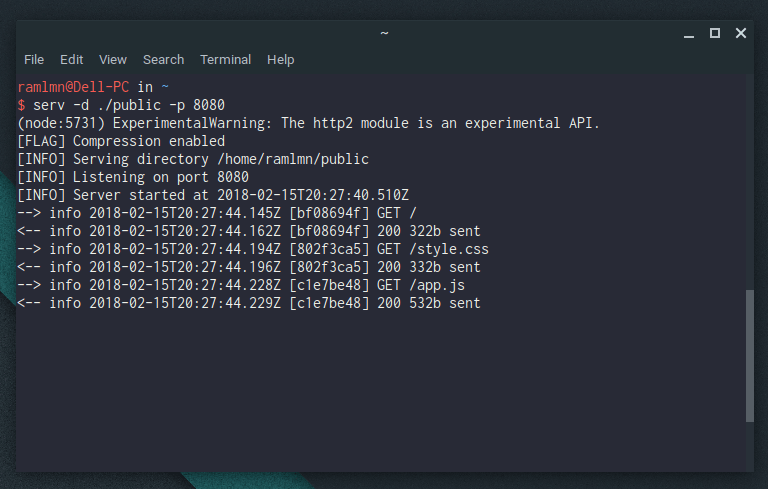 ~
File Edit View Search Terminal Help
ramlmn@Dell-PC in ~
$ serv -d ./public -p 8080
(node:5731) ExperimentalWarning: The http2 module is an experimental API.
[FLAG] Compression enabled
[INFO] Serving directory /home/ramlmn/public
[INFO] Listening on port 8080
[INFO] Server started at 2018-02-15T20:27:40.510Z
--> info 2018-02-15T20:27:44.145Z [bf08694f] GET /
<-- info 2018-02-15T20:27:44.162Z [bf08694f] 200 322b sent
--> info 2018-02-15T20:27:44.194Z [802f3ca5] GET /style.css
<-- info 2018-02-15T20:27:44.196Z [802f3ca5] 200 332b sent
--> info 2018-02-15T20:27:44.228Z [c1e7be48] GET /app.js
<-- info 2018-02-15T20:27:44.229Z [c1e7be48] 200 532b sent